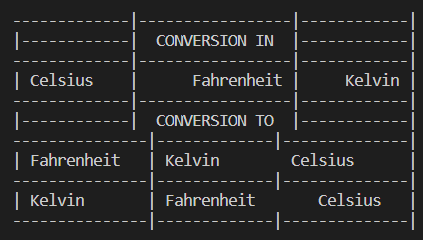 CONVERSION IN
Celsius Fahrenheit Kelvin
CONVERSION TO
Fahrenheit Kelvin Celsius
Kelvin Fahrenheit Celsius